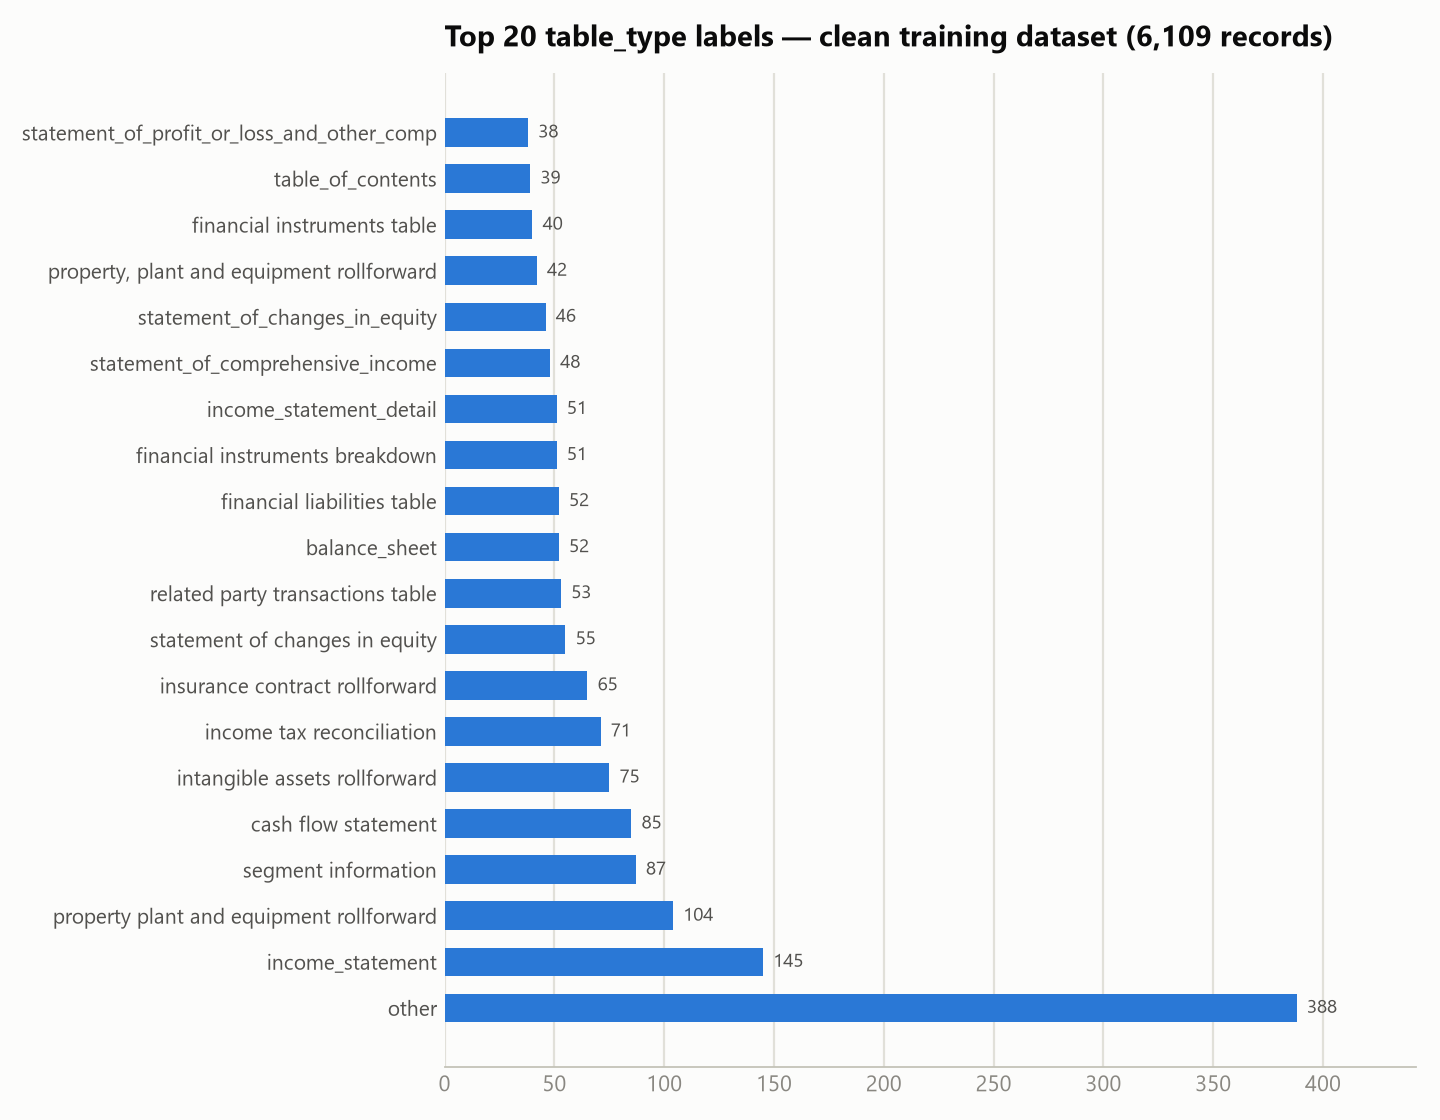 Top 20 table_type labels — clean training dataset (6,109 records)
statement_of_profit_or_loss_and_other_comp 38
table_of_contents 39
financial instruments table 40
property, plant and equipment rollforward 42
statement_of_changes_in_equity 46
statement_of_comprehensive_income 48
income_statement_detail 51
financial instruments breakdown 51
financial liabilities table 52
balance_sheet 52
related party transactions table 53
statement of changes in equity 55
insurance contract rollforward 65
income tax reconciliation 71
intangible assets rollforward 75
cash flow statement 85
segment information 87
property plant and equipment rollforward 104
income_statement 145
other 388
0 50 100 150 200 250 300 350 400